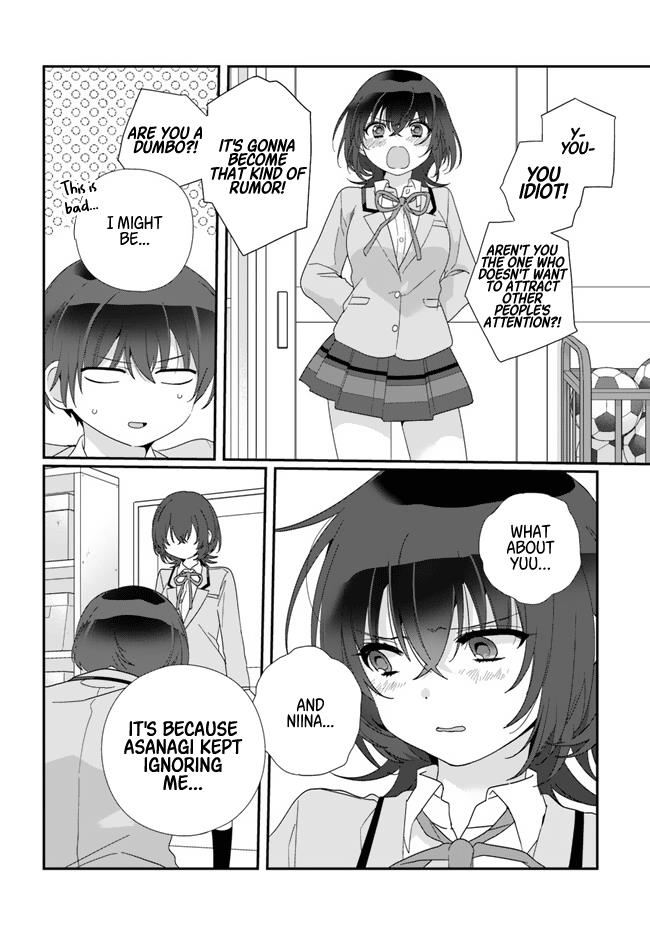 Y-
YOU-
YOU
IDIOT!
AREN'T YOU
THE ONE WHO
DOESN'T WANT
TO ATTRACT
OTHER
PEOPLE'S
ATTENTION?!
IT'S GONNA
BECOME
THAT KIND OF
RUMOR!
ARE YOU A
DUMBO?!
I MIGHT
BE...
This is
bad...
WHAT
ABOUT
YUU...
AND
NIINA...
IT'S BECAUSE
ASANAGI KEPT
IGNORING
ME...